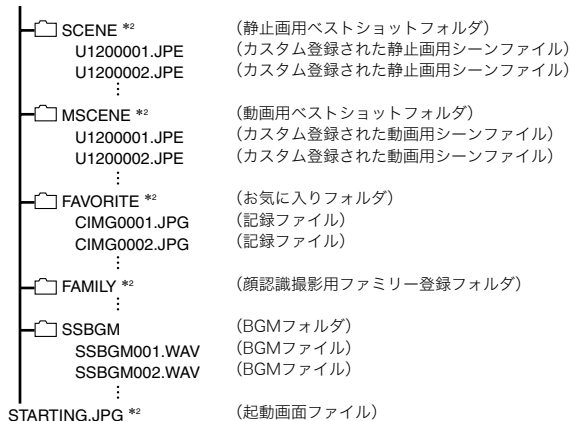 SCENE *2 (静止画用ベストショットフォルダ)
U1200001.JPE (カスタム登録された静止画用シーンファイル)
U1200002.JPE (カスタム登録された静止画用シーンファイル)
MSCENE *2 (動画用ベストショットフォルダ)
U1200001.JPE (カスタム登録された動画用シーンファイル)
U1200002.JPE (カスタム登録された動画用シーンファイル)
FAVORITE *2 (お気に入りフォルダ)
CIMG0001.JPG (記録ファイル)
CIMG0002.JPG (記録ファイル)
FAMILY *2 (顔認識撮影用ファミリー登録フォルダ)
SSBGM (BGMフォルダ)
SSBGM001.WAV (BGMファイル)
SSBGM002.WAV (BGMファイル)
STARTING.JPG *2 (起動画面ファイル)